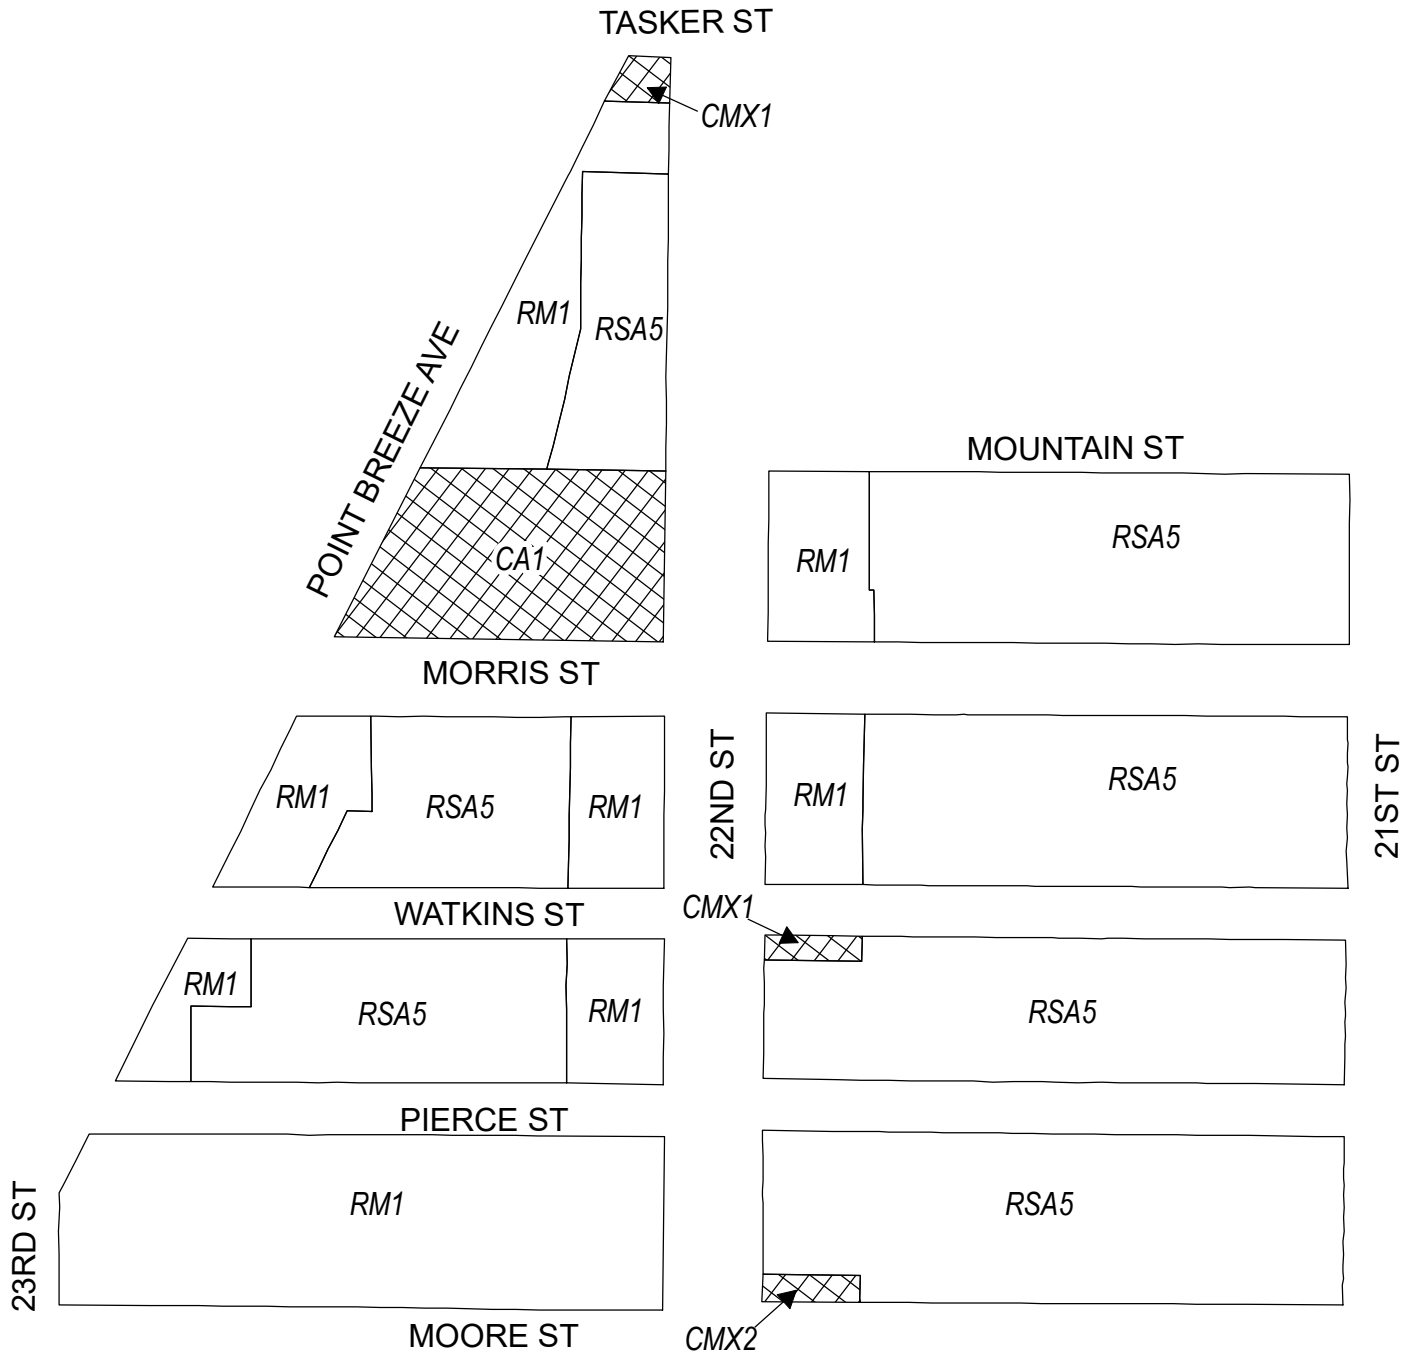 TASKER ST
CMX1
RM1
RSA5
POINT BREEZE AVE
MOUNTAIN ST
CA1
RM1
RSA5
MORRIS ST
RM1
RSA5
RM1
22ND ST
RM1
RSA5
21ST ST
WATKINS ST
CMX1
RM1
RSA5
RM1
RSA5
PIERCE ST
23RD ST
RM1
RSA5
MOORE ST
CMX2